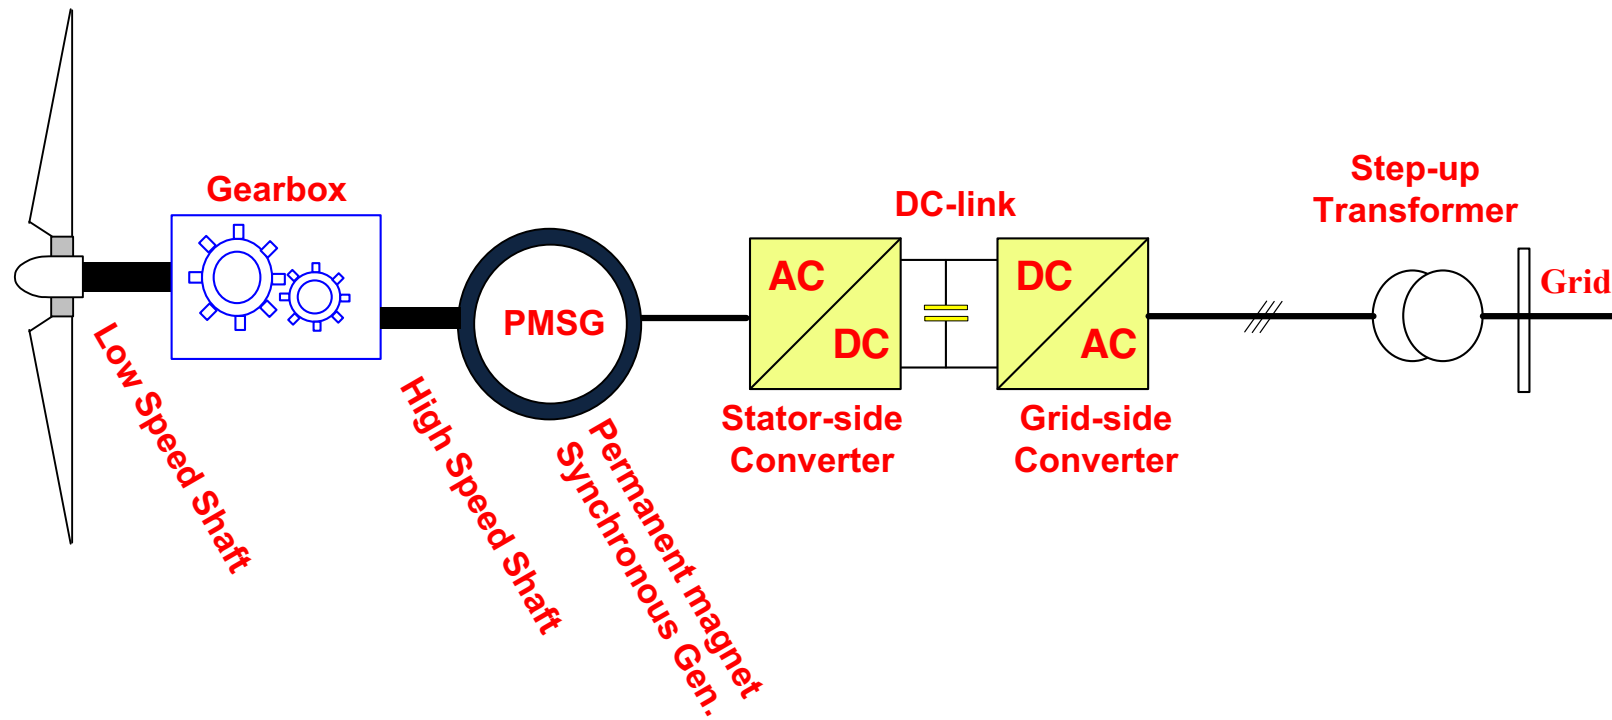 Gearbox
Low Speed Shaft
High Speed Shaft
PMSG
Permanent magnet
Synchronous Gen.
DC-link
AC
DC
DC
AC
Stator-side
Converter
Grid-side
Converter
Step-up
Transformer
Grid